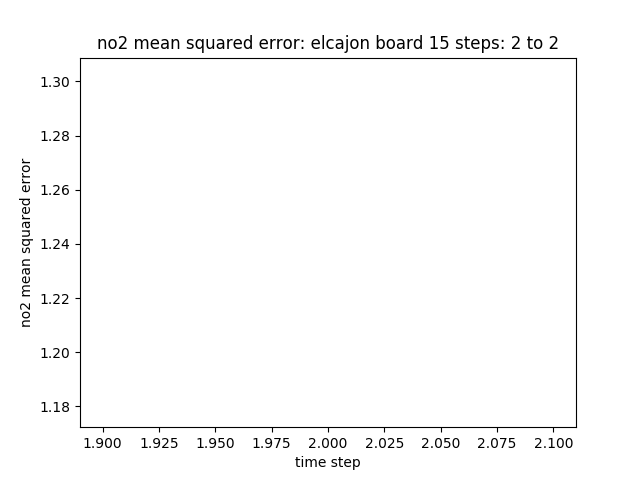 no2 mean squared error: elcajon board 15 steps: 2 to 2
no2 mean squared error
1.30
1.28
1.26
1.24
1.22
1.20
1.18
1.900 1.925 1.950 1.975 2.000 2.025 2.050 2.075 2.100
time step